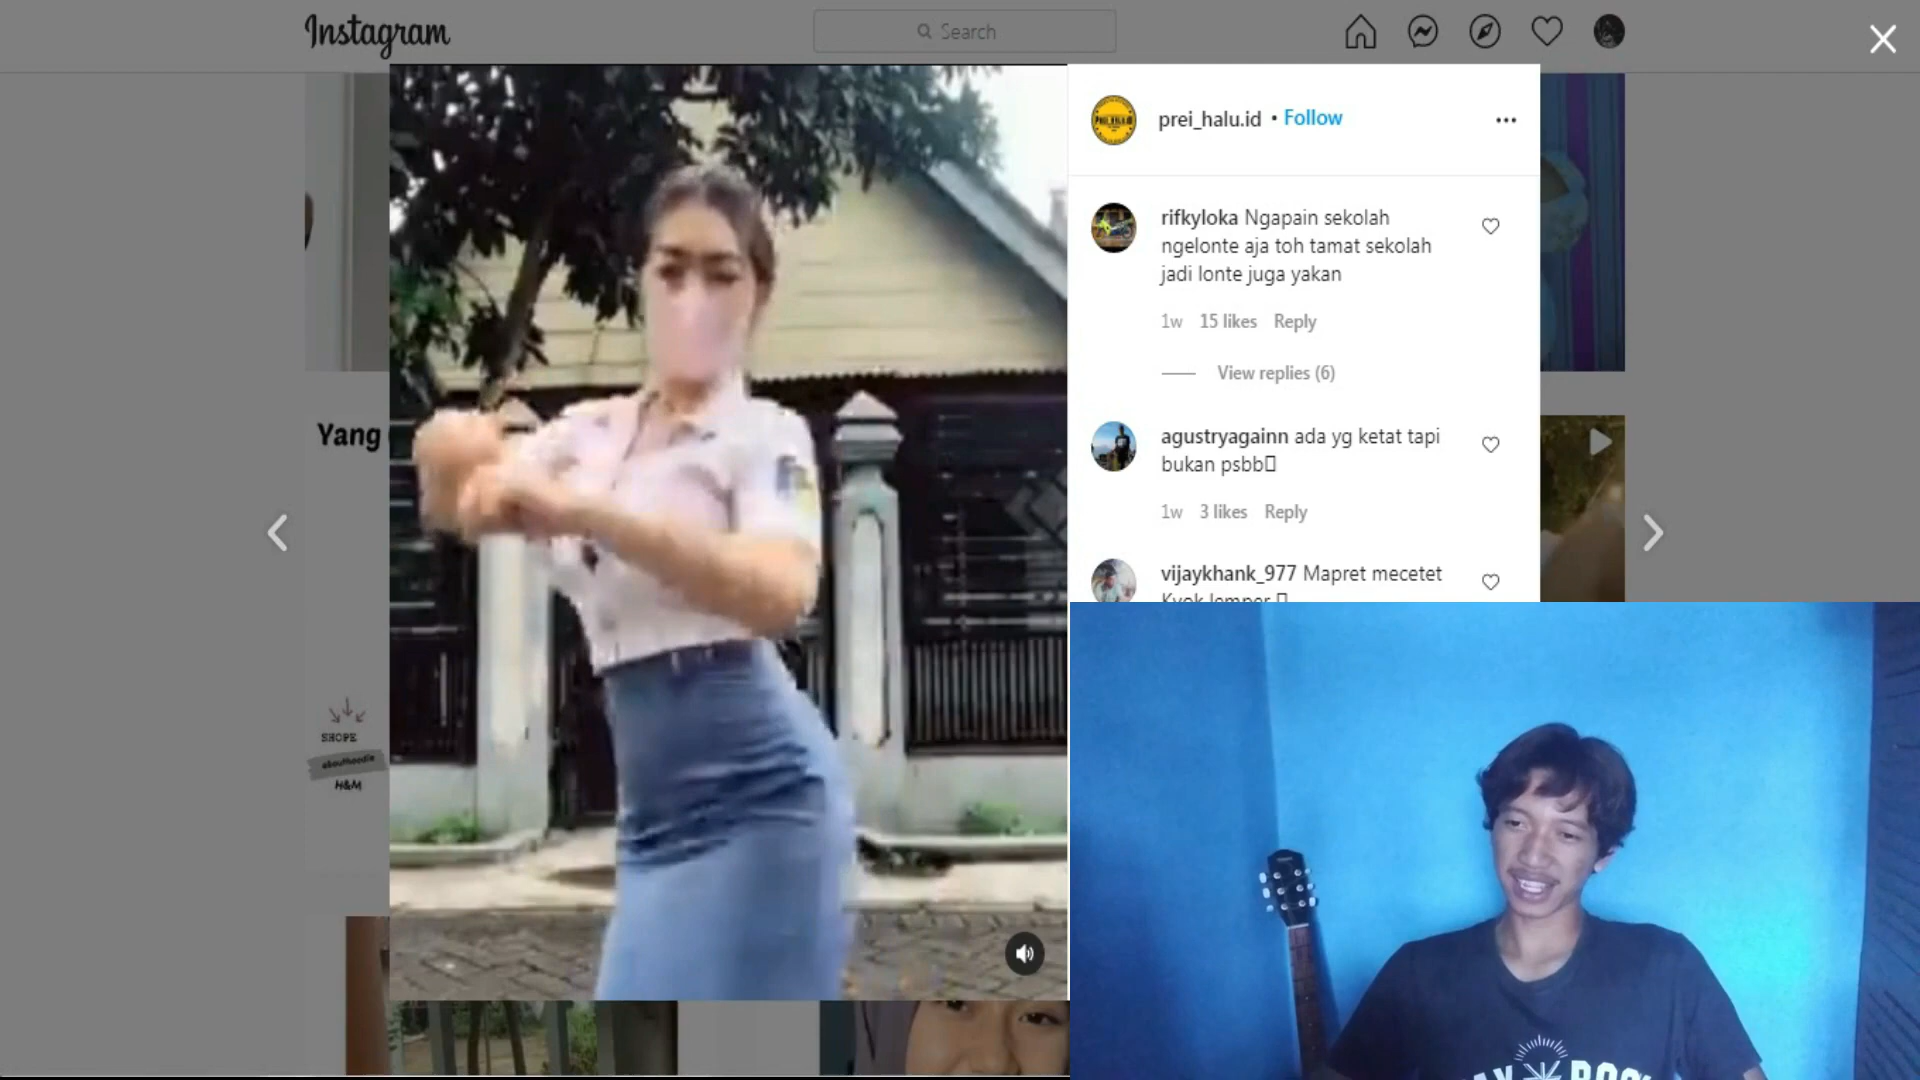 Instagram
Search
prei_halu.id • Follow
rifkyloka Ngapain sekolah
ngelonte aja toh tamat sekolah
jadi lonte juga yakan
1w 15 likes Reply
View replies (6)
agustryagainn ada yg ketat tapi
bukan psbb
1w 3 likes Reply
vijaykhank_977 Mapret mecetet
Yang
SHOPE
abouthoodie
H&M